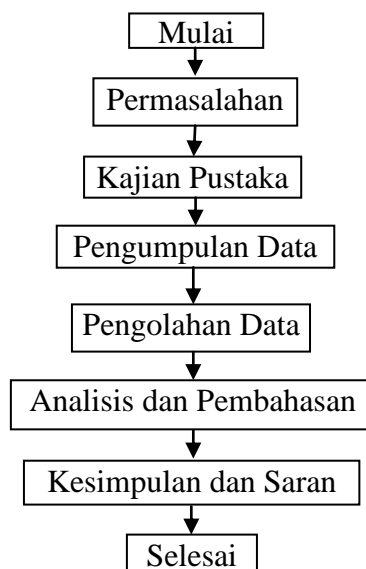 Mulai
Permasalahan
Kajian Pustaka
Pengumpulan Data
Pengolahan Data
Analisis dan Pembahasan
Kesimpulan dan Saran
Selesai